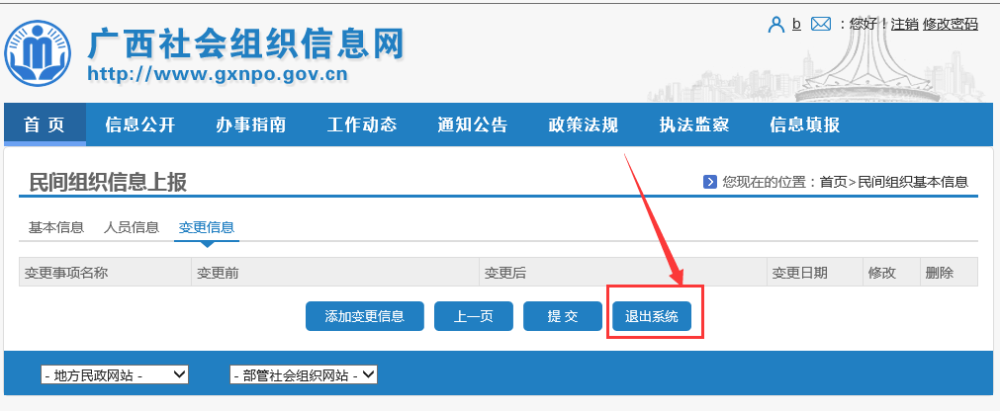 b : 您好! 注销 修改密码
广西社会组织信息网
http://www.gxnpo.gov.cn
首 页 信息公开 办事指南 工作动态 通知公告 政策法规 执法监察 信息填报
民间组织信息上报 您现在的位置：首页>民间组织基本信息
基本信息 人员信息 变更信息
变更事项名称 变更前 变更后 变更日期 修改 删除
添加变更信息 上一页 提 交 退出系统
- 地方民政网站 - - 部管社会组织网站 -